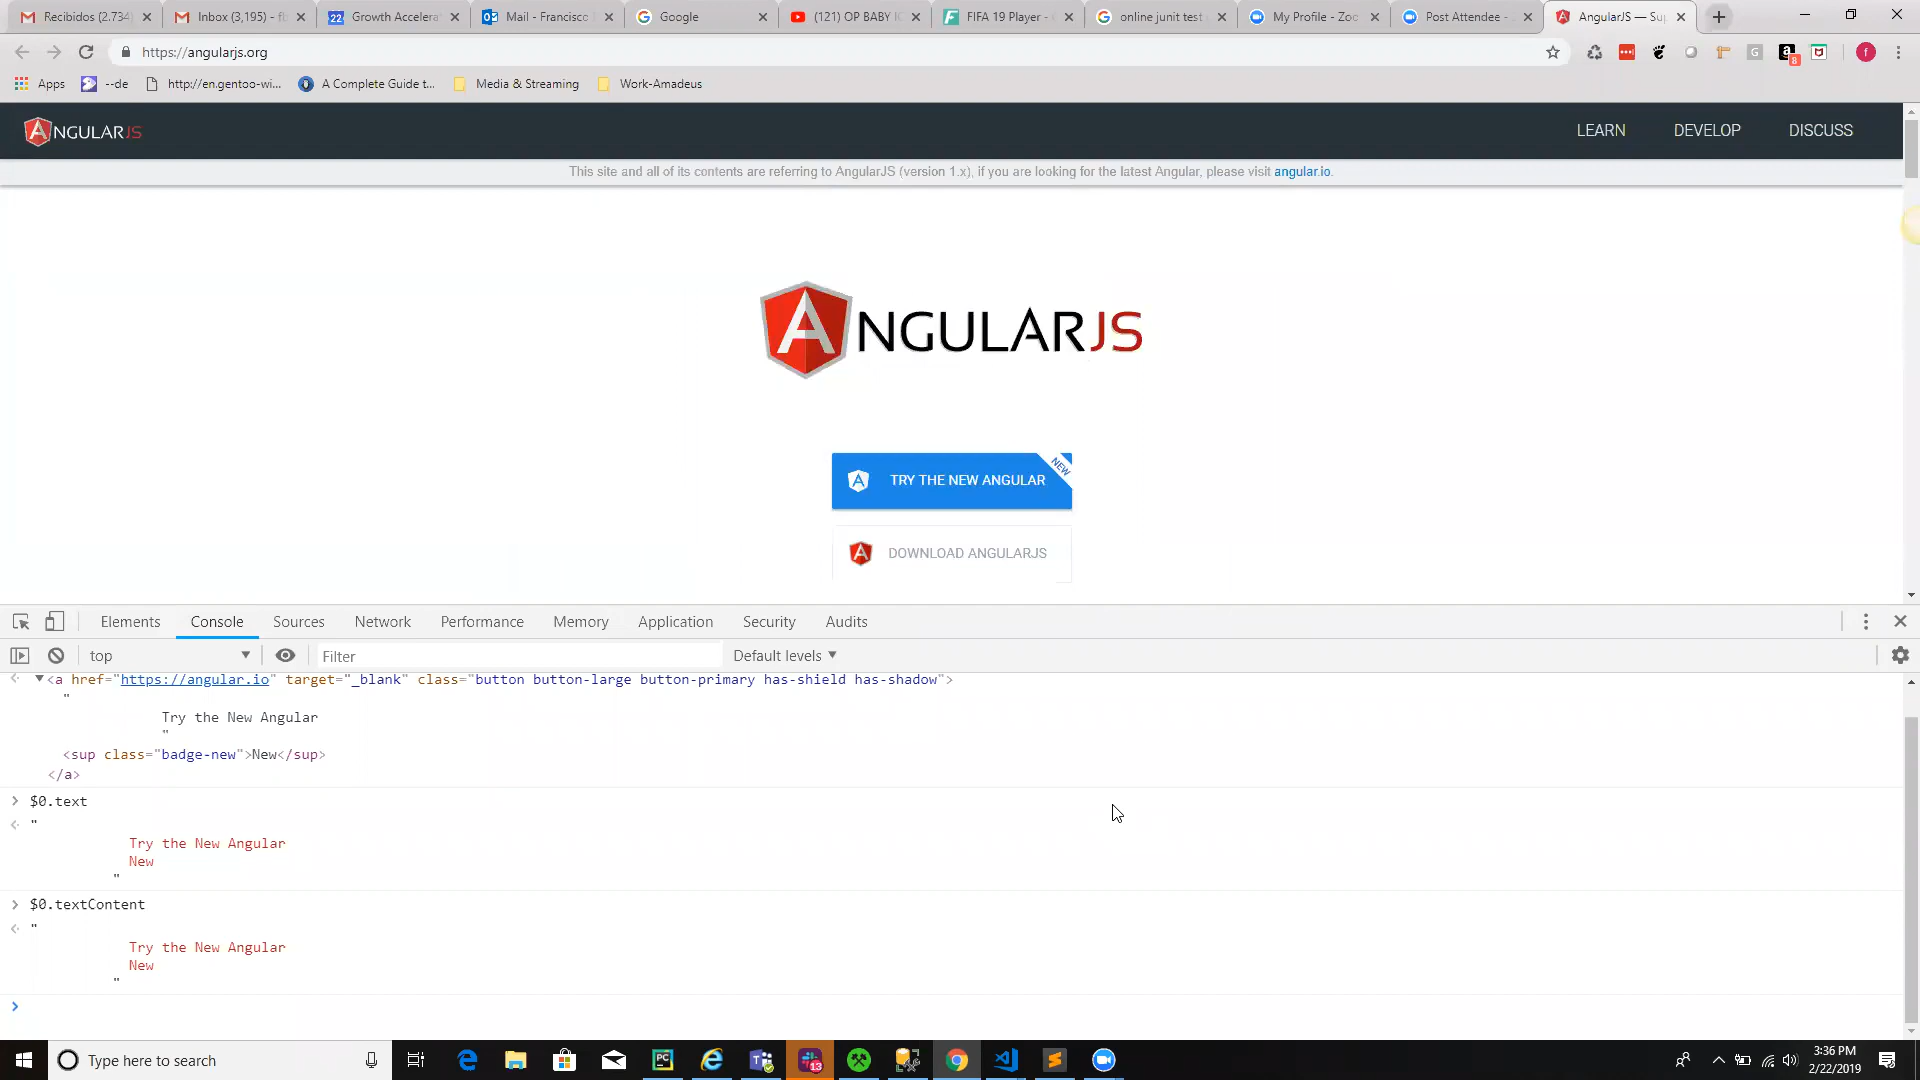 Recibidos (2.734
Inbox (3,195) - fb
Growth Accelera
Mail - Francisco
Google
(121) OP BABY
FIFA 19 Player -
online junit test
My Profile - Zoo
Post Attendee -
AngularJS — Su
https://angularjs.org
8
f
Apps
--de
http://en.gentoo-wi...
A Complete Guide t...
Media & Streaming
Work-Amadeus
ANGULARJS
LEARN
DEVELOP
DISCUSS
This site and all of its contents are referring to AngularJS (version 1.x), if you are looking for the latest Angular, please visit angular.io.
ANGULARJS
TRY THE NEW ANGULAR
NEW
DOWNLOAD ANGULARJS
Elements
Console
Sources
Network
Performance
Memory
Application
Security
Audits
top
Filter
Default levels
<a href="https://angular.io" target="_blank" class="button button-large button-primary has-shield has-shadow">
"
Try the New Angular
"
<sup class="badge-new">New</sup>
</a>
$0.text
"
Try the New Angular
New
"
$0.textContent
"
Try the New Angular
New
"
Type here to search
13
3:36 PM
2/22/2019